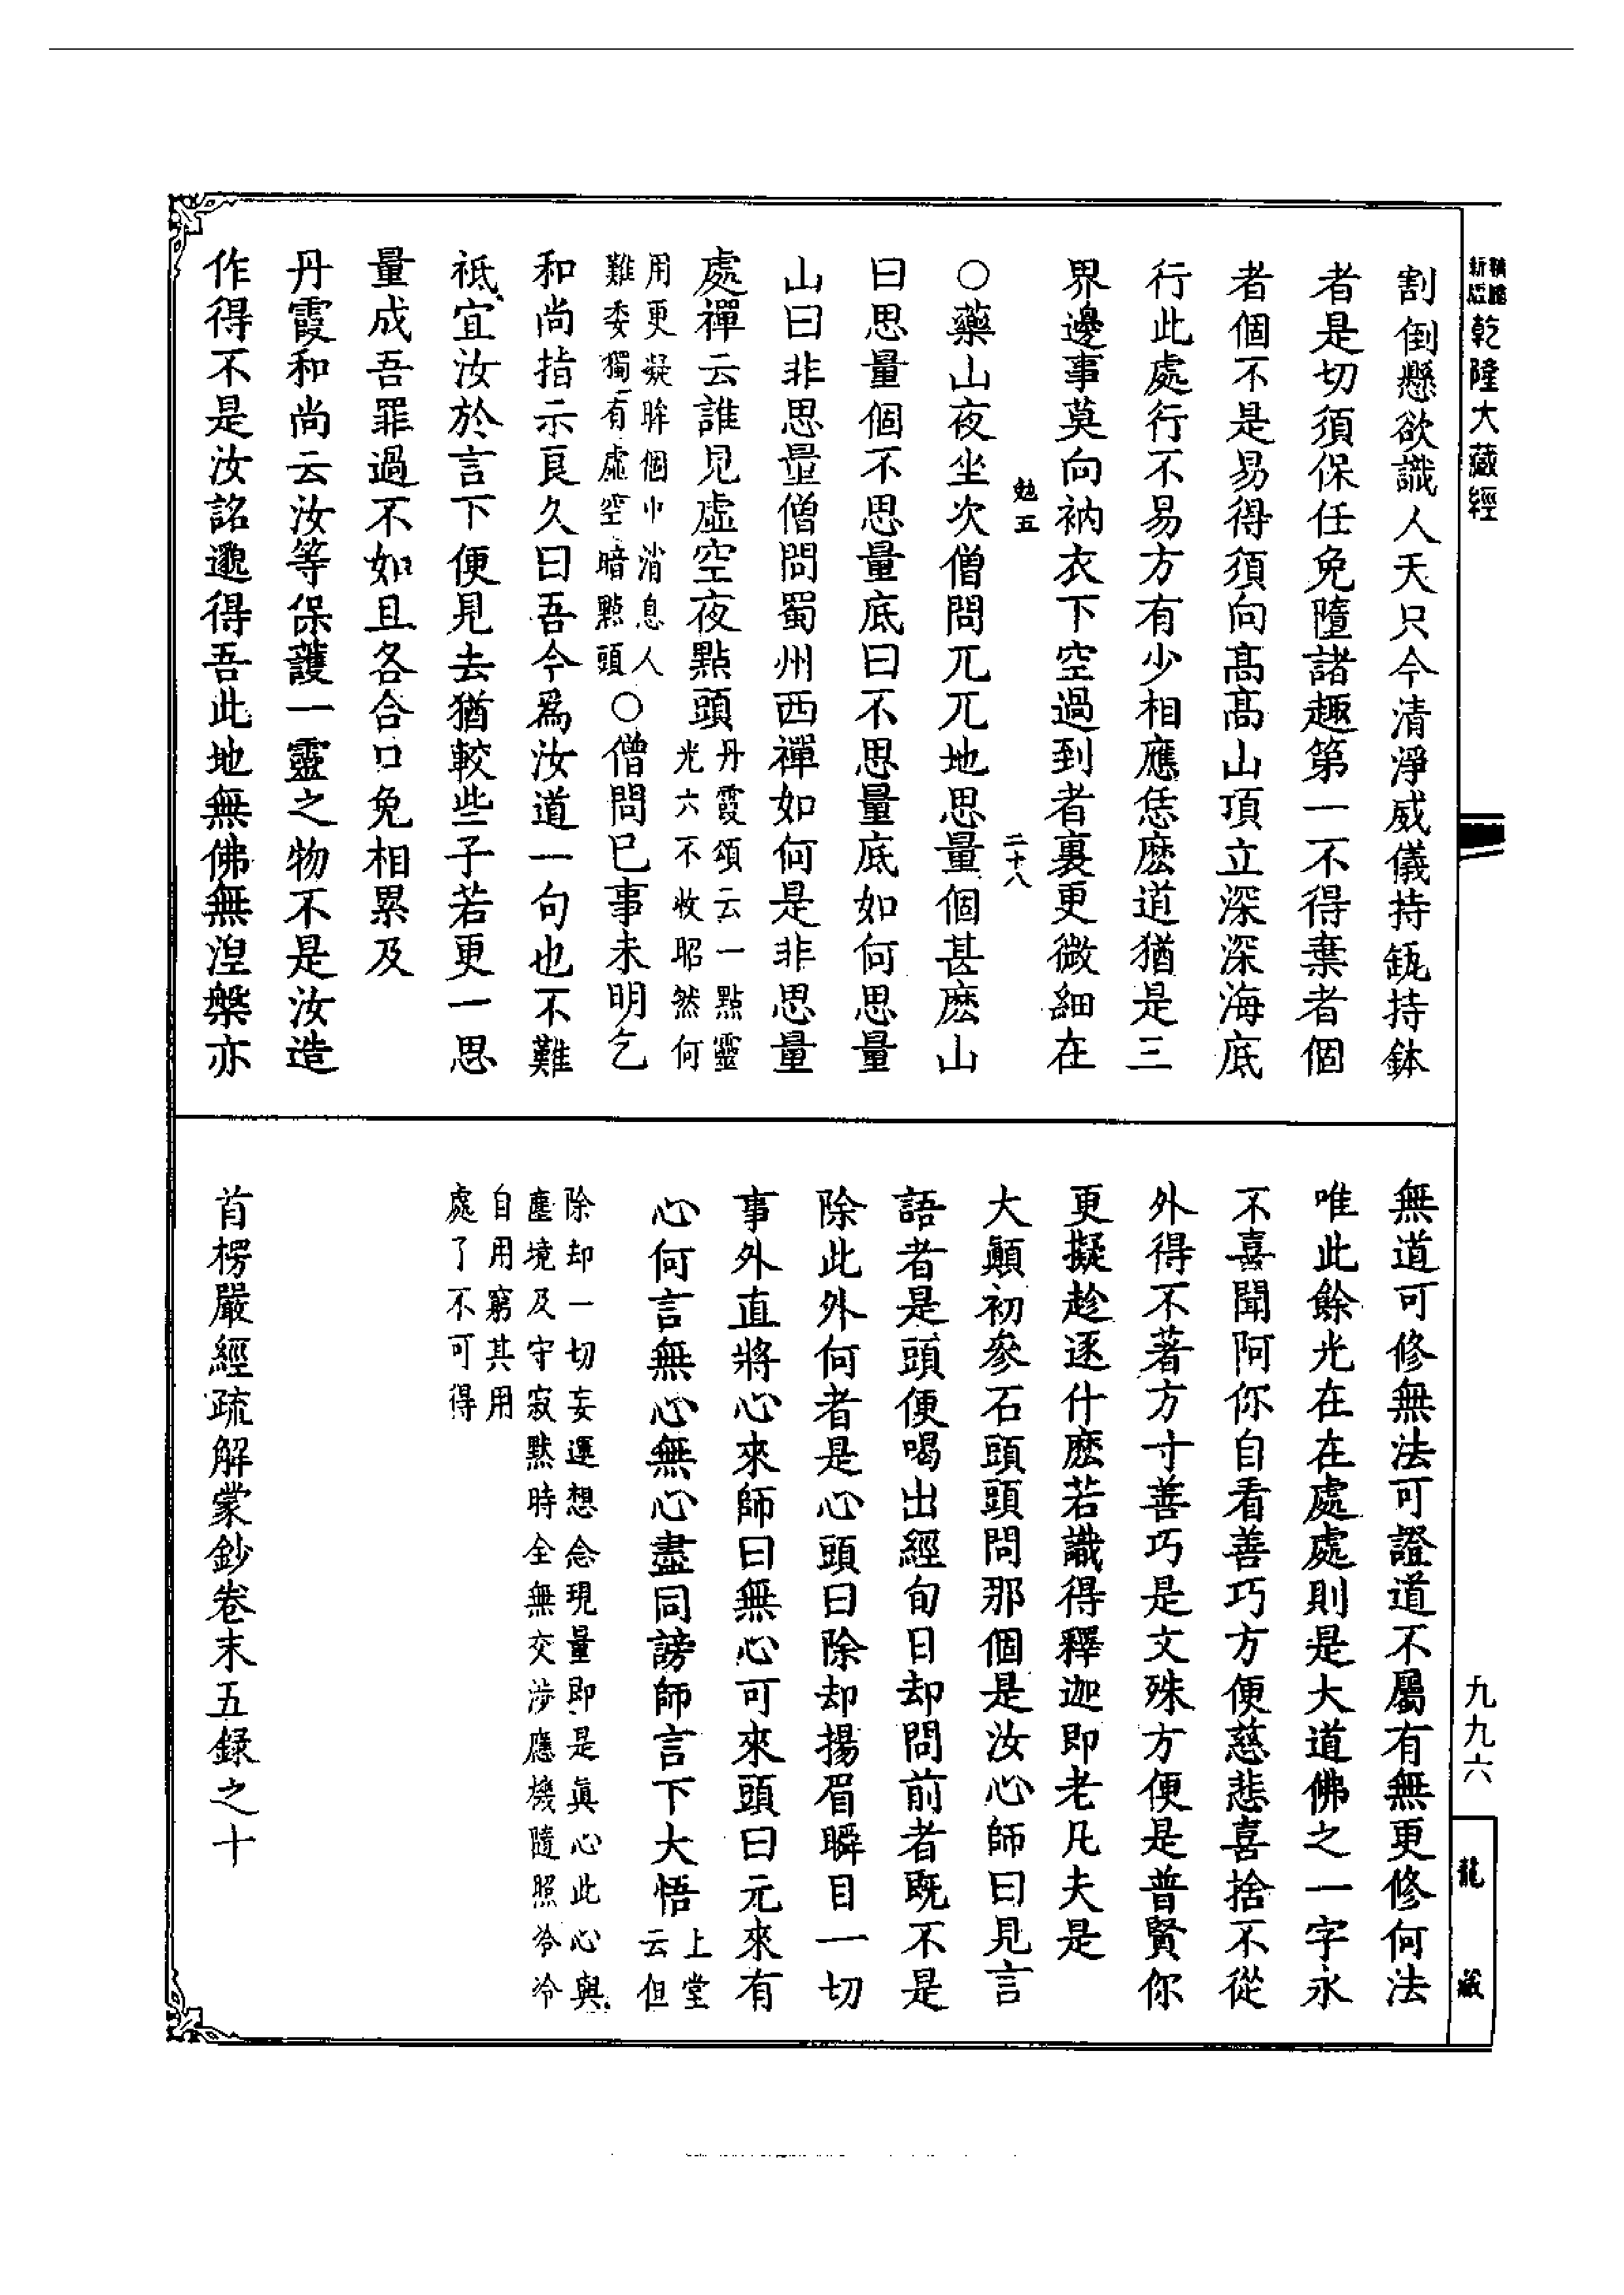 乾隆大藏經
割倒懸欲識人天只今清淨威儀持缾持鉢
者是切須保任免墮諸趣第一不得棄者個
者個不是易得須向髙髙山頂立深深海底
行此處行不易方有少相應恁麽道猶是三
界邊事莫向衲衣下空過到者裏更微細在
勉五
二十八
○藥山夜坐次僧問兀兀地思量個甚麽山
曰思量個不思量底曰不思量底如何思量
山曰非思量僧問蜀州西禪如何是非思量
處禪云誰見虛空夜點頭丹霞頌云一點靈
光六不收昭然何
用更凝眸個中消息人
難委獨有虛空暗點頭○僧問已事未明乞
和尚指示良久曰吾今爲汝道一句也不難
祗宜汝於言下便見去猶較些子若更一思
量成吾罪過不如且各合口免相累及
丹霞和尚云汝等保護一靈之物不是汝造
作得不是汝詺邈得吾此地無佛無涅槃亦
無道可修無法可證道不屬有無更修何法
唯此餘光在在處處則是大道佛之一字永
不喜聞阿你自看善巧方便慈悲喜捨不從
外得不著方寸善巧是文殊方便是普賢你
更擬趁逐什麽若識得釋迦即老凡夫是
大顛初參石頭頭問那個是汝心師曰見言
語者是頭便喝出經旬日却問前者既不是
除此外何者是心頭曰除却揚眉瞬目一切
事外直將心來師曰無心可來頭曰元來有
心何言無心無心盡同謗師言下大悟上堂
云但
除却一切妄運想念現量即是眞心此心與
塵境及守寂默時全無交涉應機隨照泠泠
自用窮其用
處了不可得
首楞嚴經疏解蒙鈔卷末五録之十
九九六
龍藏